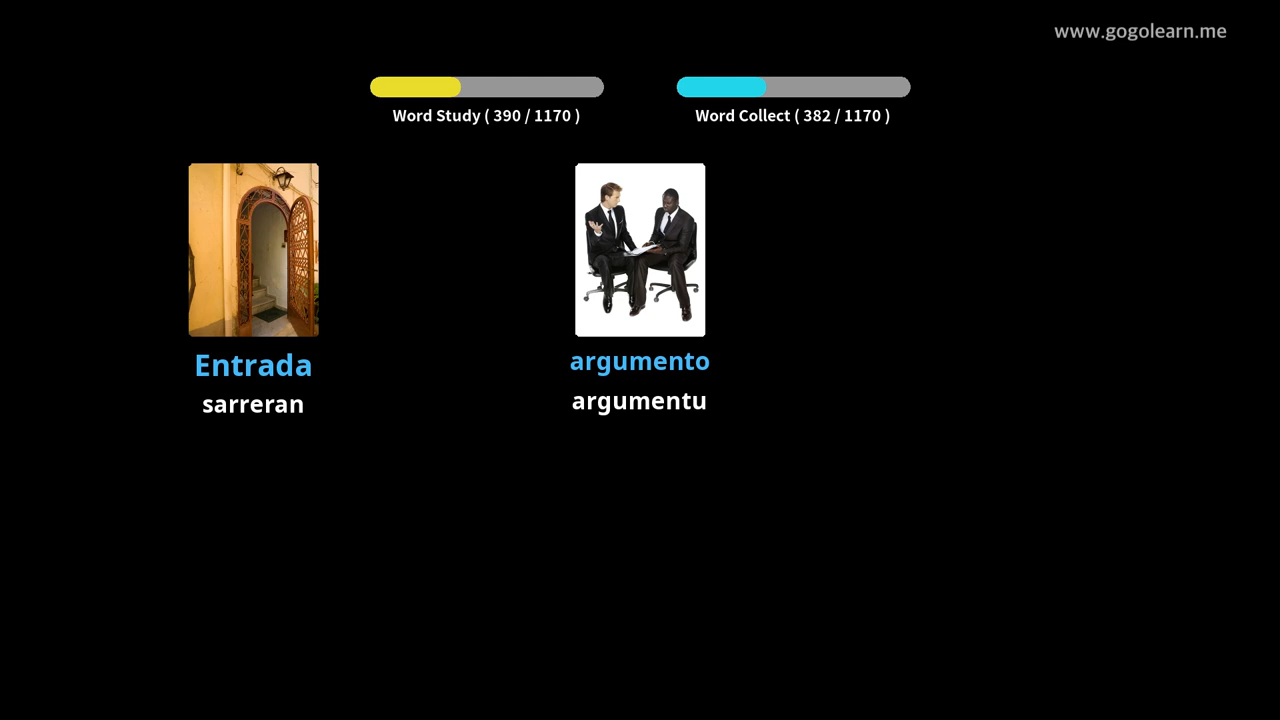 www.gogolearn.me
Word Study ( 390 / 1170 )
Word Collect ( 382 / 1170 )
Entrada
sarreran
argumento
argumentu